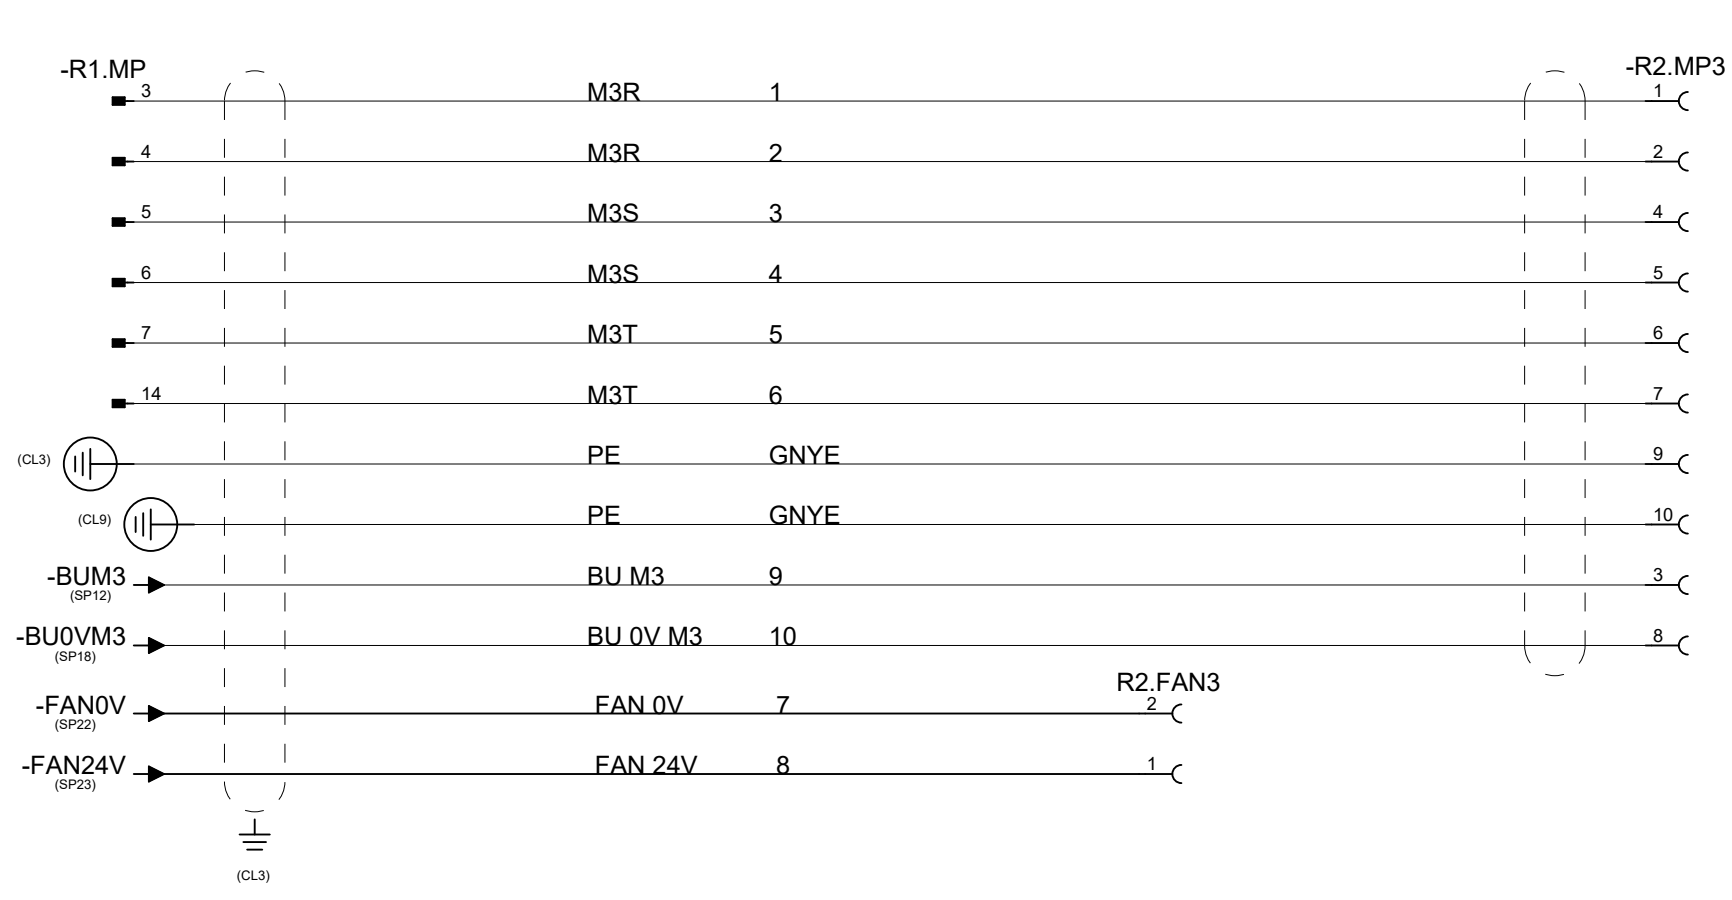 -R1.MP -R2.MP3
3 M3R 1 1
4 M3R 2 2
5 M3S 3 4
6 M3S 4 5
7 M3T 5 6
14 M3T 6 7
(CL3) PE GNYE 9
(CL9) PE GNYE 10
-BUM3 BU M3 9 3
(SP12)
-BU0VM3 BU 0V M3 10 8
(SP18)
R2.FAN3
-FAN0V FAN 0V 7 2
(SP22)
-FAN24V FAN 24V 8 1
(SP23)
(CL3)